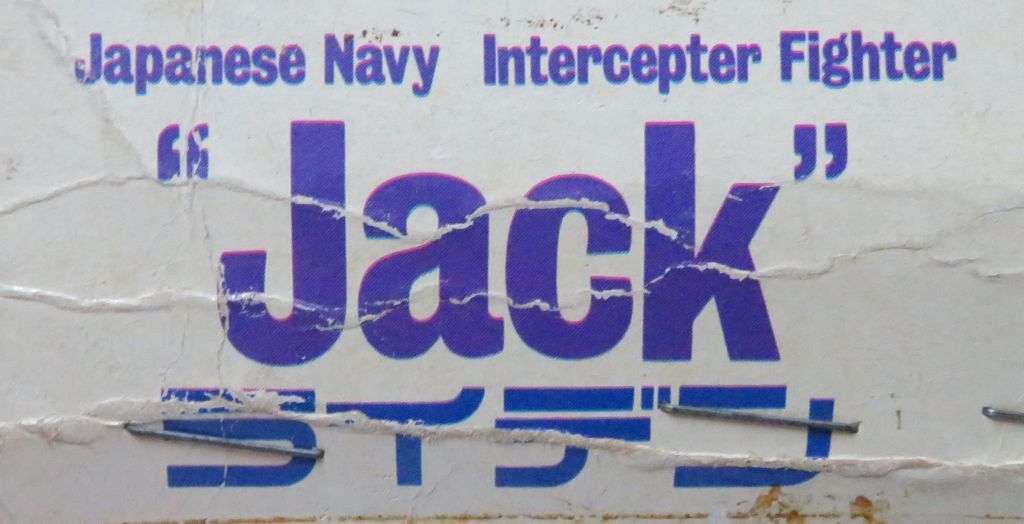 Japanese Navy Intercepter Fighter
“Jack”
ライデン